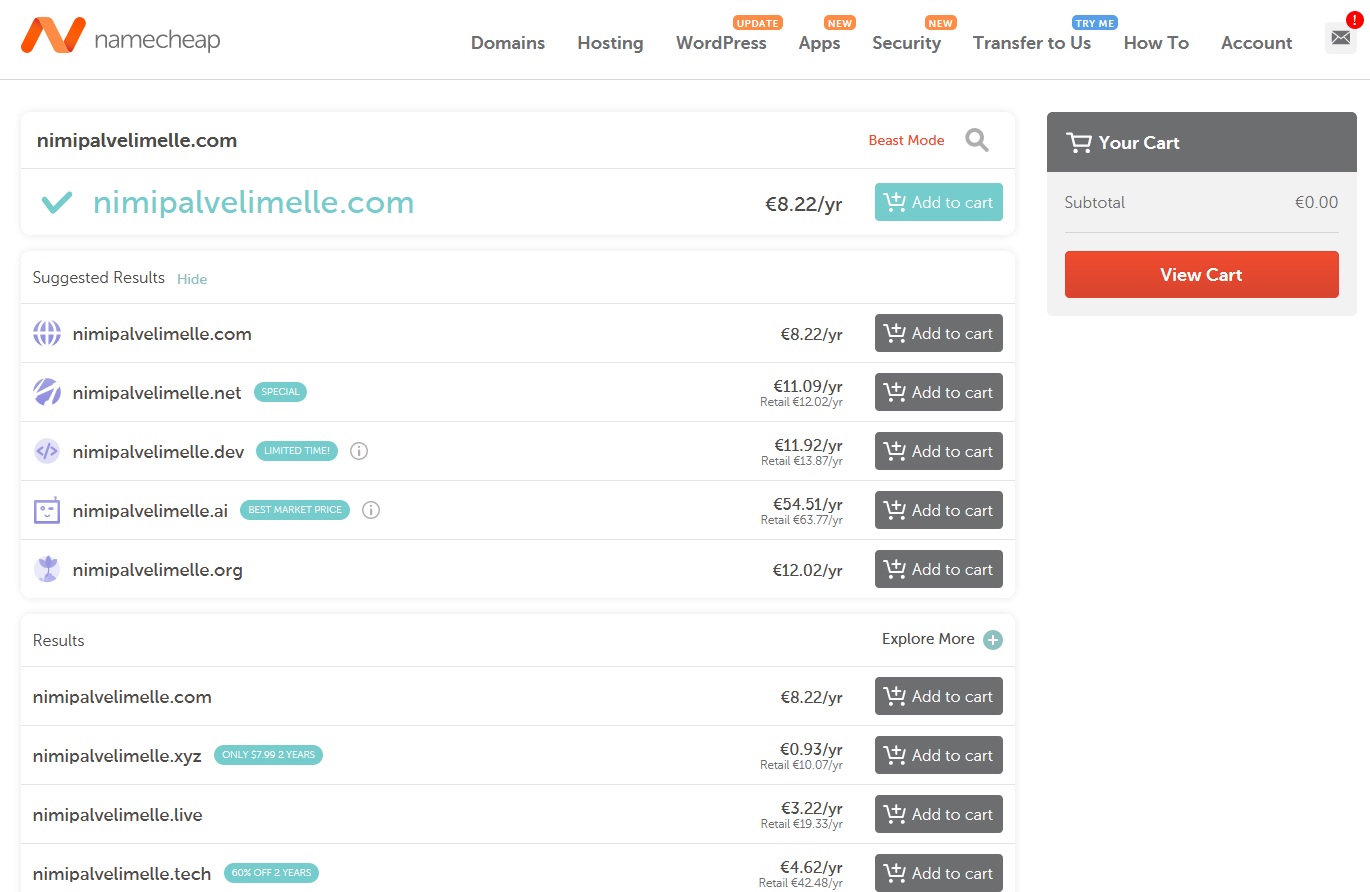 namecheap
Domains
Hosting
UPDATE
WordPress
NEW
Apps
NEW
Security
TRY ME
Transfer to Us
How To
Account
!
nimipalvelimelle.com
Beast Mode
nimipalvelimelle.com
€8.22/yr
Add to cart
Suggested Results Hide
nimipalvelimelle.com
€8.22/yr
Add to cart
nimipalvelimelle.net SPECIAL
€11.09/yr
Retail €12.02/yr
Add to cart
nimipalvelimelle.dev LIMITED TIME!
€11.92/yr
Retail €13.87/yr
Add to cart
nimipalvelimelle.ai BEST MARKET PRICE
€54.51/yr
Retail €63.77/yr
Add to cart
nimipalvelimelle.org
€12.02/yr
Add to cart
Results
Explore More
nimipalvelimelle.com
€8.22/yr
Add to cart
nimipalvelimelle.xyz ONLY $7.99 2 YEARS
€0.93/yr
Retail €10.07/yr
Add to cart
nimipalvelimelle.live
€3.22/yr
Retail €19.33/yr
Add to cart
nimipalvelimelle.tech 60% OFF 2 YEARS
€4.62/yr
Retail €42.48/yr
Add to cart
Your Cart
Subtotal €0.00
View Cart